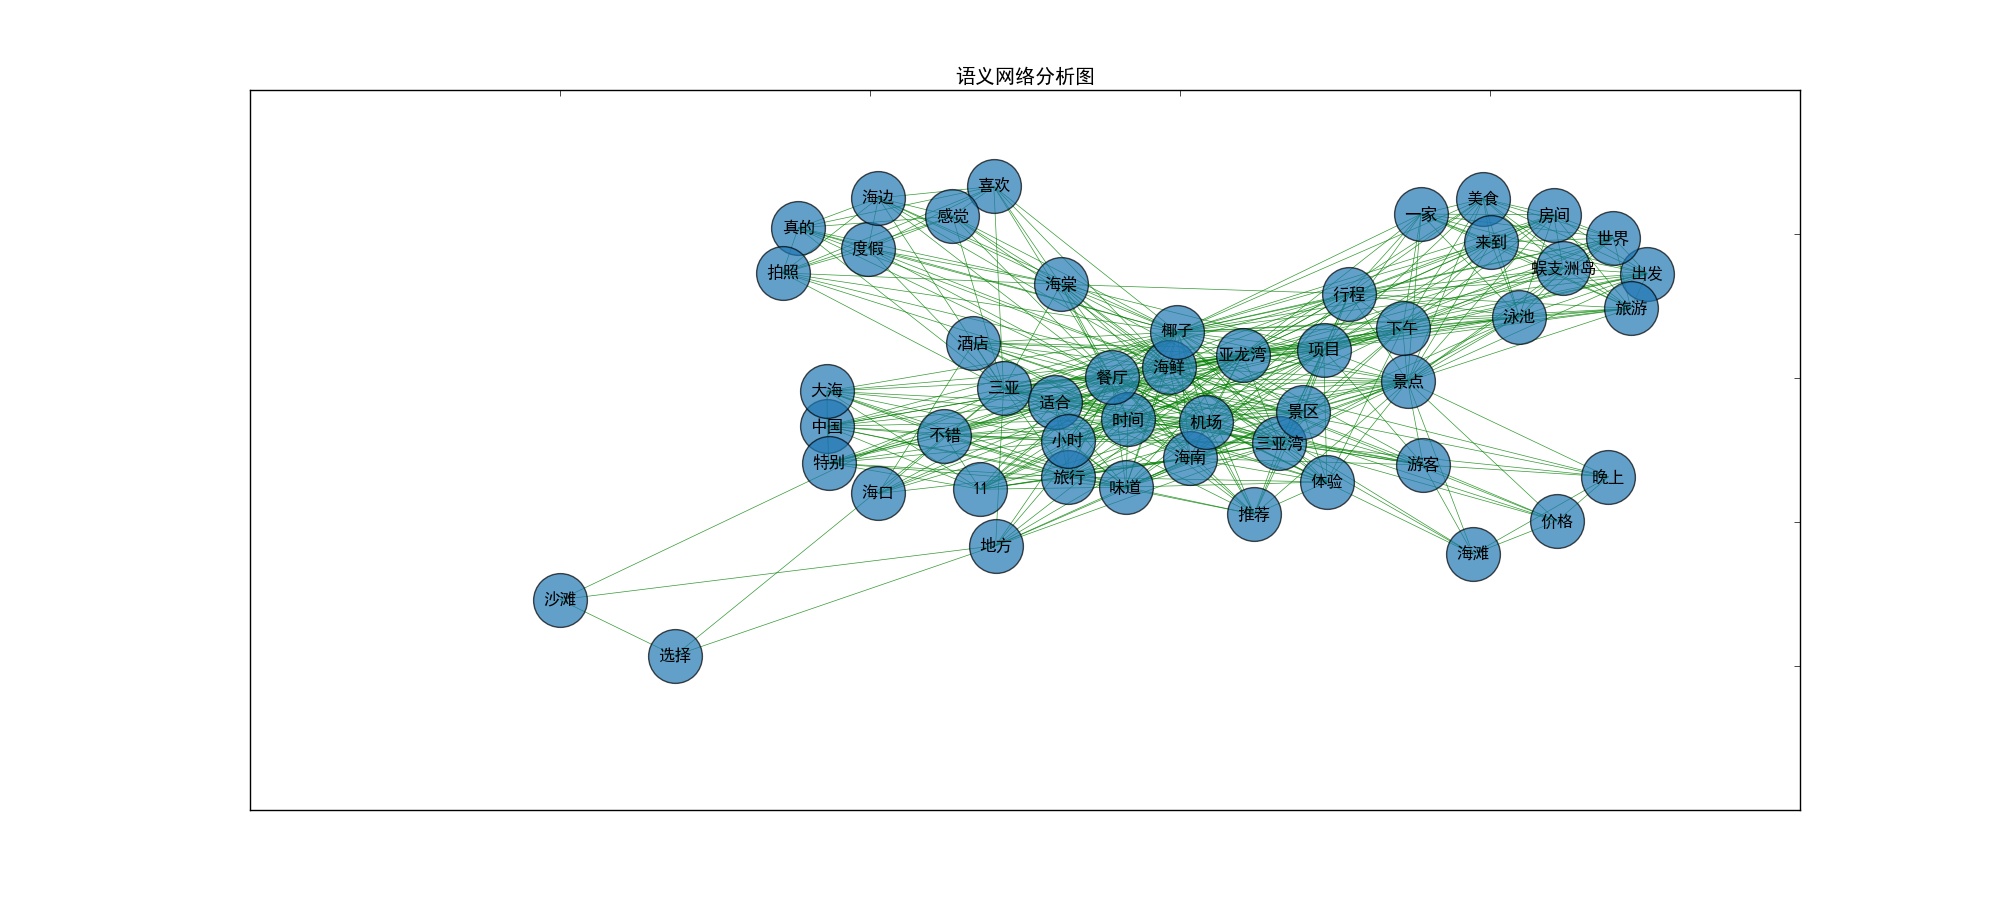 语义网络分析图
喜欢
海边
感觉
真的
度假
拍照
海棠
美食
一家
房间
来到
世界
蜈支洲岛
出发
行程
旅游
泳池
下午
椰子
酒店
项目
亚龙湾
海鲜
餐厅
景点
三亚
大海
适合
景区
时间
机场
中国
不错
小时
三亚湾
海南
特别
游客
旅行
晚上
体验
味道
11
海口
推荐
价格
地方
海滩
沙滩
选择